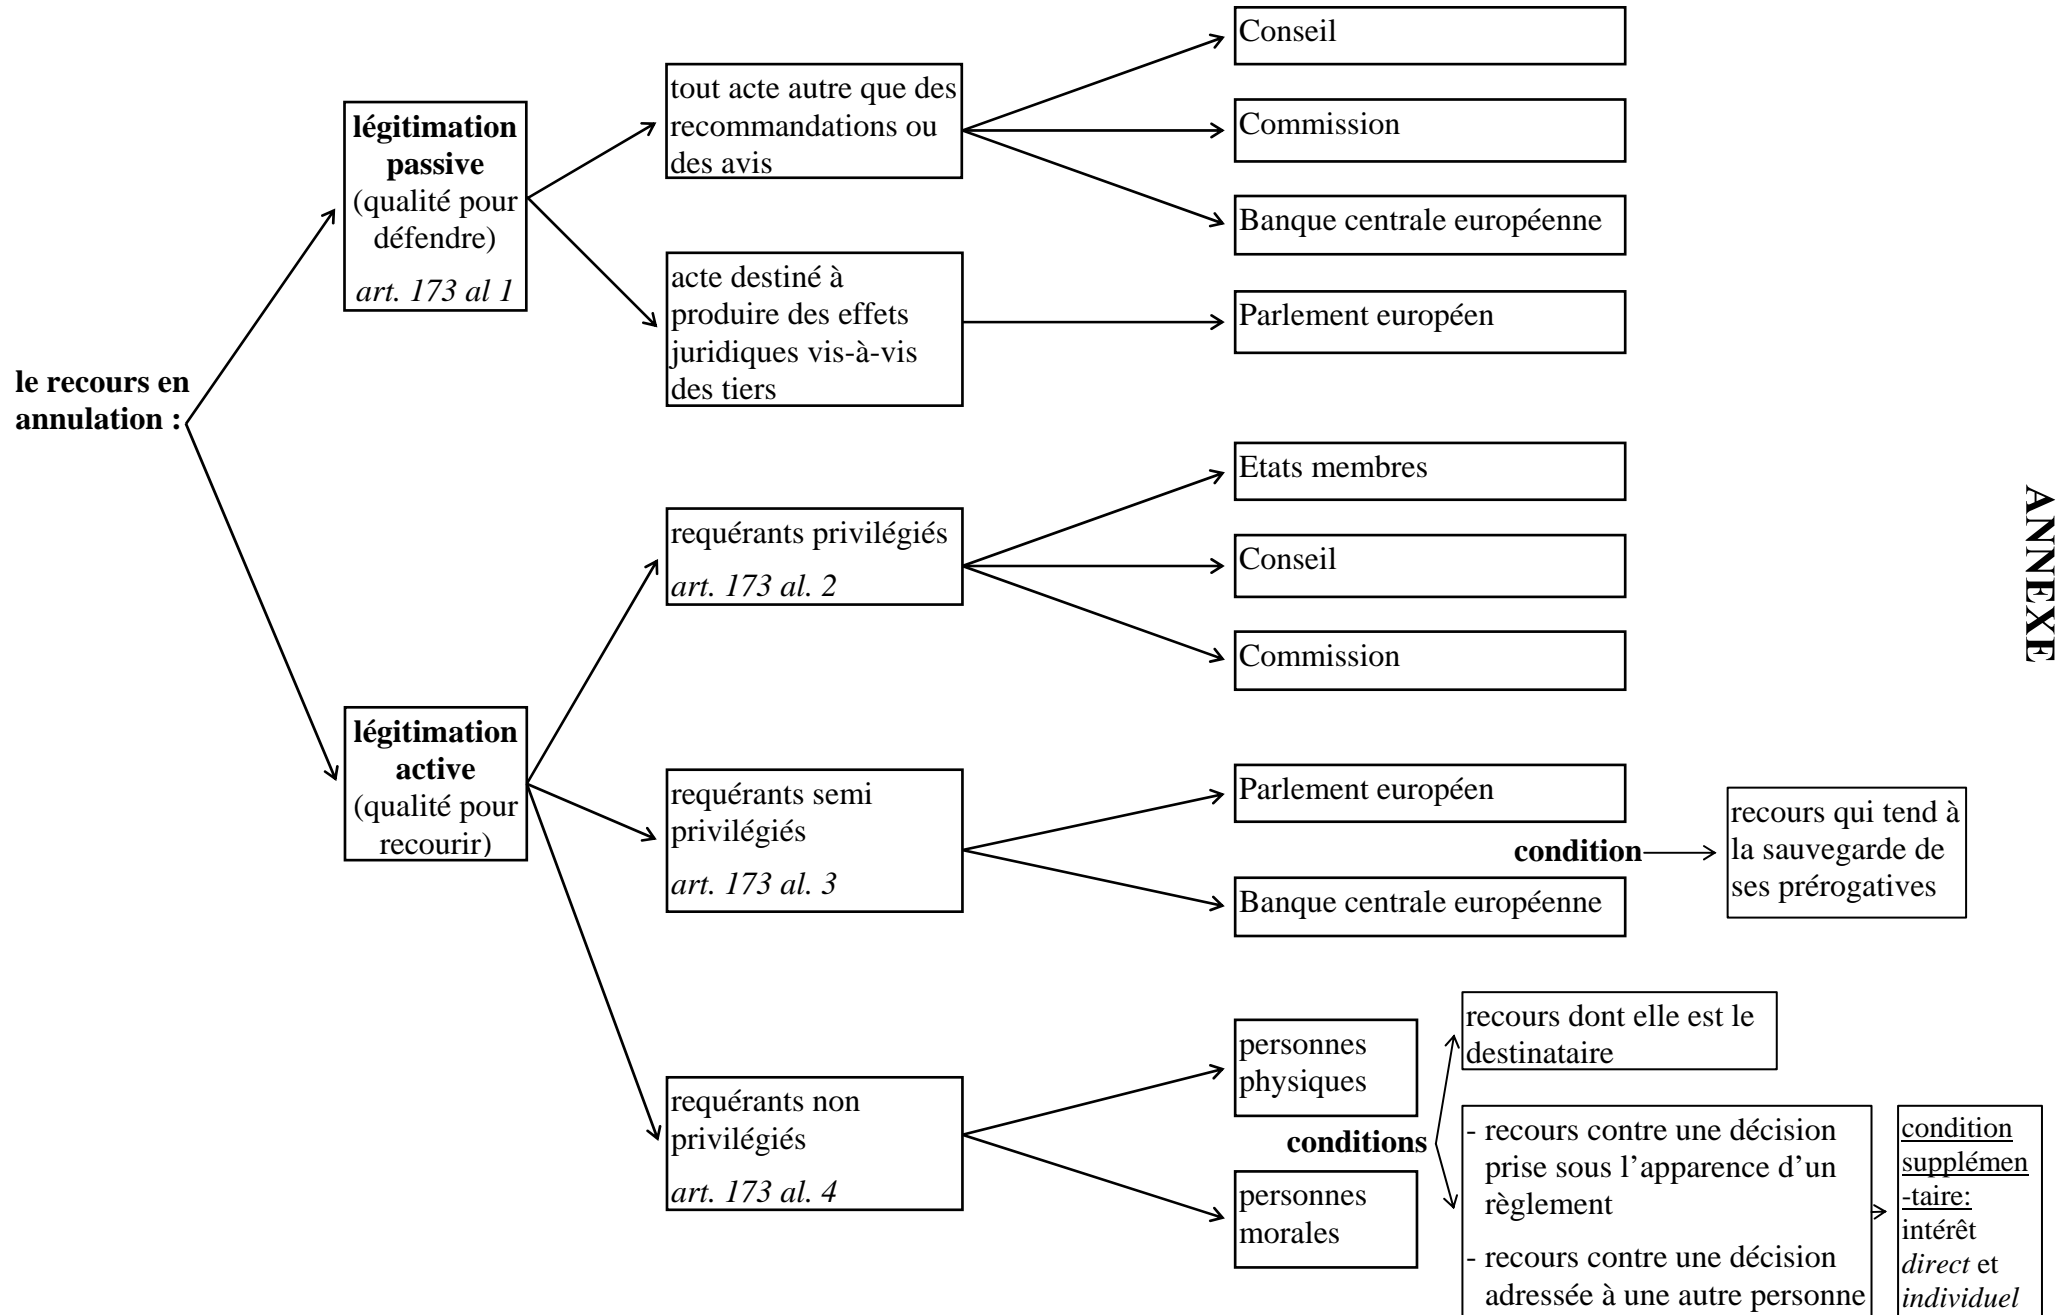 le recours en
annulation :
légitimation
passive
(qualité pour
défendre)
art. 173 al 1
tout acte autre que des
recommandations ou
des avis
Conseil
Commission
Banque centrale européenne
acte destiné à
produire des effets
juridiques vis-à-vis
des tiers
Parlement européen
légitimation
active
(qualité pour
recourir)
requérants privilégiés
art. 173 al. 2
Etats membres
Conseil
Commission
requérants semi
privilégiés
art. 173 al. 3
Parlement européen
Banque centrale européenne
condition
recours qui tend à
la sauvegarde de
ses prérogatives
requérants non
privilégiés
art. 173 al. 4
personnes
physiques
personnes
morales
conditions
recours dont elle est le
destinataire
- recours contre une décision
prise sous l’apparence d’un
règlement
- recours contre une décision
adressée à une autre personne
condition
supplémen
-taire:
intérêt
direct et
individuel
ANNEXE